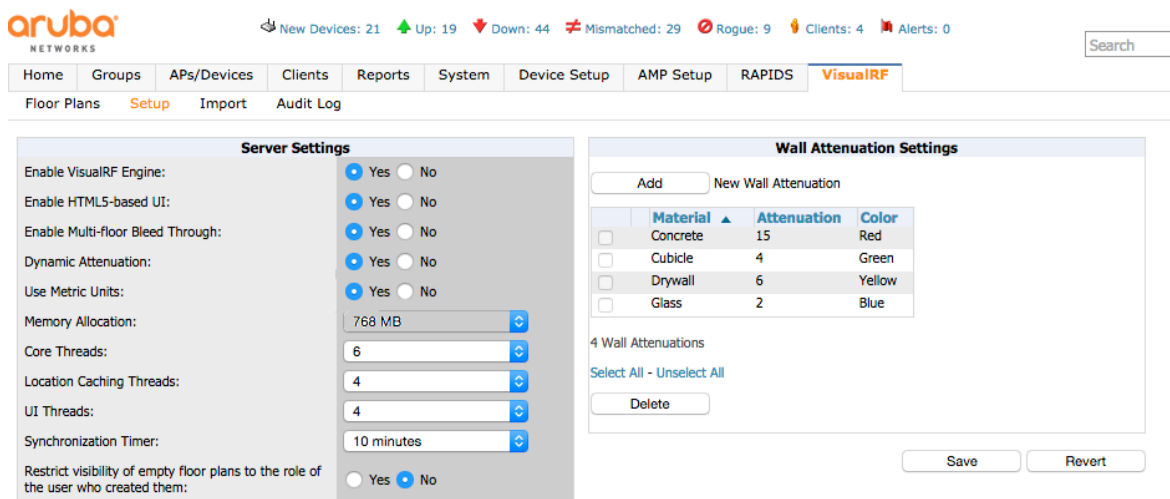 aruba
NETWORKS
New Devices: 21 Up: 19 Down: 44 Mismatched: 29 Rogue: 9 Clients: 4 Alerts: 0
Search
Home Groups APs/Devices Clients Reports System Device Setup AMP Setup RAPIDS VisualRF
Floor Plans Setup Import Audit Log
Server Settings
Enable VisualRF Engine: Yes No
Enable HTML5-based UI: Yes No
Enable Multi-floor Bleed Through: Yes No
Dynamic Attenuation: Yes No
Use Metric Units: Yes No
Memory Allocation: 768 MB
Core Threads: 6
Location Caching Threads: 4
UI Threads: 4
Synchronization Timer: 10 minutes
Restrict visibility of empty floor plans to the role of
the user who created them: Yes No
Wall Attenuation Settings
Add New Wall Attenuation
Material Attenuation Color
Concrete 15 Red
Cubicle 4 Green
Drywall 6 Yellow
Glass 2 Blue
4 Wall Attenuations
Select All - Unselect All
Delete
Save Revert